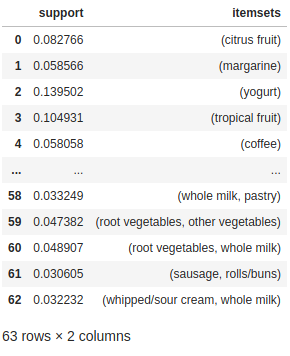 support itemsets
0 0.082766 (citrus fruit)
1 0.058566 (margarine)
2 0.139502 (yogurt)
3 0.104931 (tropical fruit)
4 0.058058 (coffee)
... ... ...
58 0.033249 (whole milk, pastry)
59 0.047382 (root vegetables, other vegetables)
60 0.048907 (root vegetables, whole milk)
61 0.030605 (sausage, rolls/buns)
62 0.032232 (whipped/sour cream, whole milk)
63 rows × 2 columns